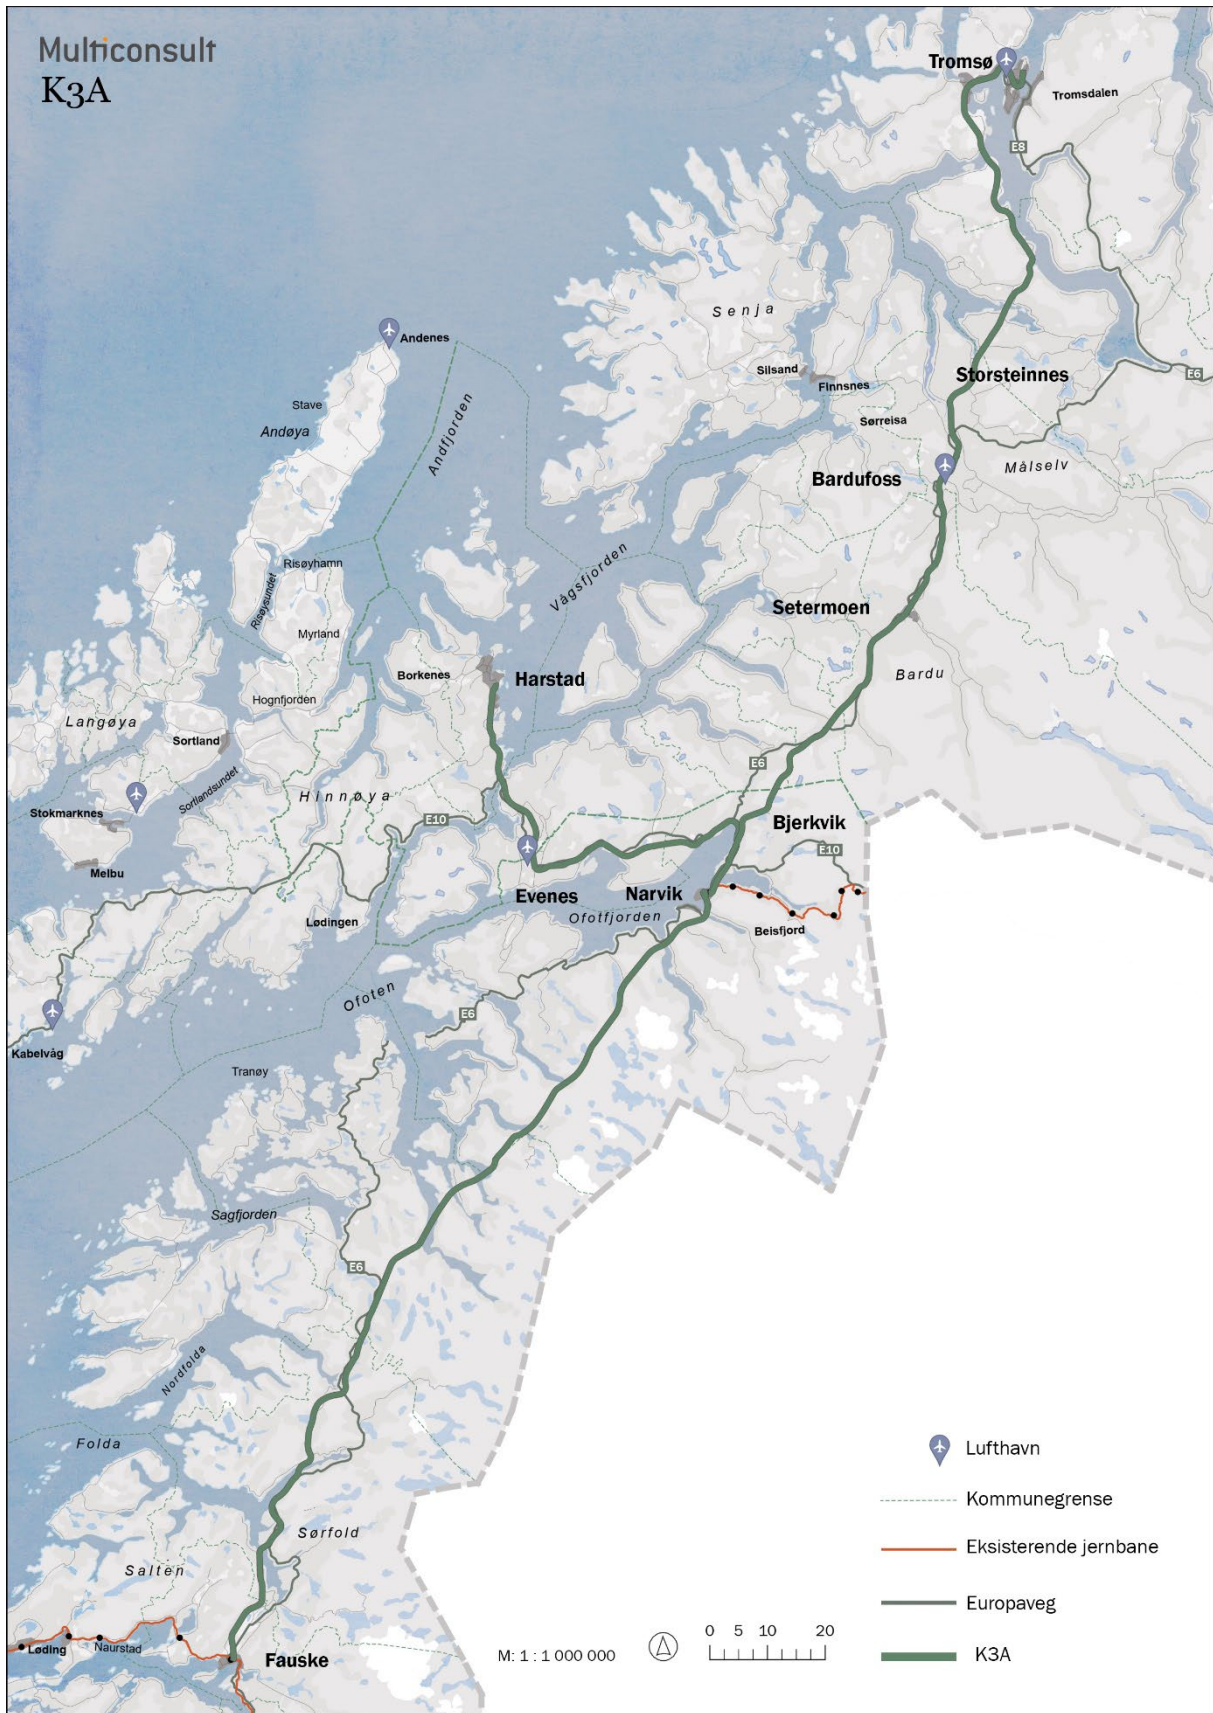 Multiconsult
K3A
Tromsø
Tromsdalen
E8
Senja
Andenes
Silsand
Finnsnes
Storsteinnes
E6
Stave
Andøya
Andfjorden
Sørreisa
Målselv
Bardufoss
Risøyhamn
Vågsfjorden
Risøysundet
Setermoen
Myrland
Borkenes
Harstad
Bardu
Hognfjorden
Langøya
Sortland
E6
Sortlandsundet
Hinnøya
Stokmarknes
E10
Bjerkvik
E10
Melbu
Evenes
Narvik
Lødingen
Ofotfjorden
Beisfjord
Ofoten
E6
Kabelvåg
Tranøy
Sagfjorden
E6
Nordfolda
Folda
Lufthavn
Kommunegrense
Sørfold
Eksisterende jernbane
Salten
Europaveg
Løding
Naurstad
Fauske
M: 1 : 1 000 000
0 5 10 20
K3A